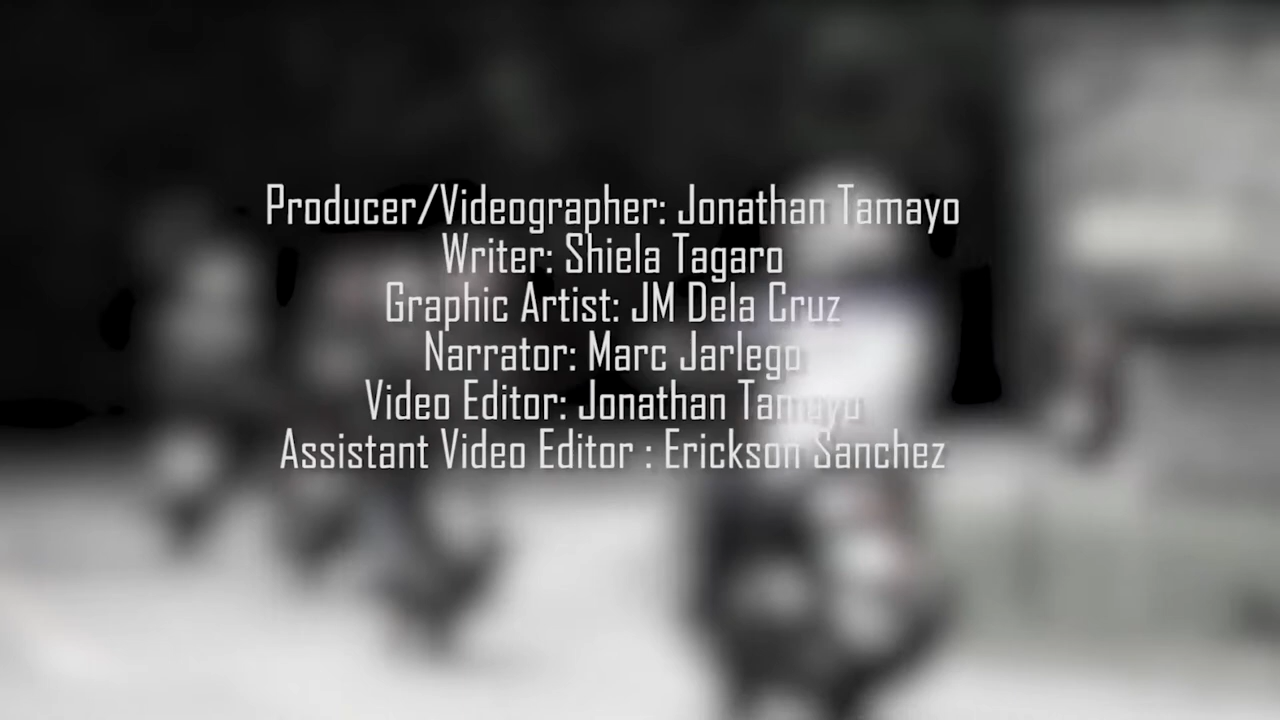 Producer/Videographer: Jonathan Tamayo
Writer: Shiela Tagaro
Graphic Artist: JM Dela Cruz
Narrator: Marc Jarlego
Video Editor: Jonathan Tamayo
Assistant Video Editor : Erickson Sanchez